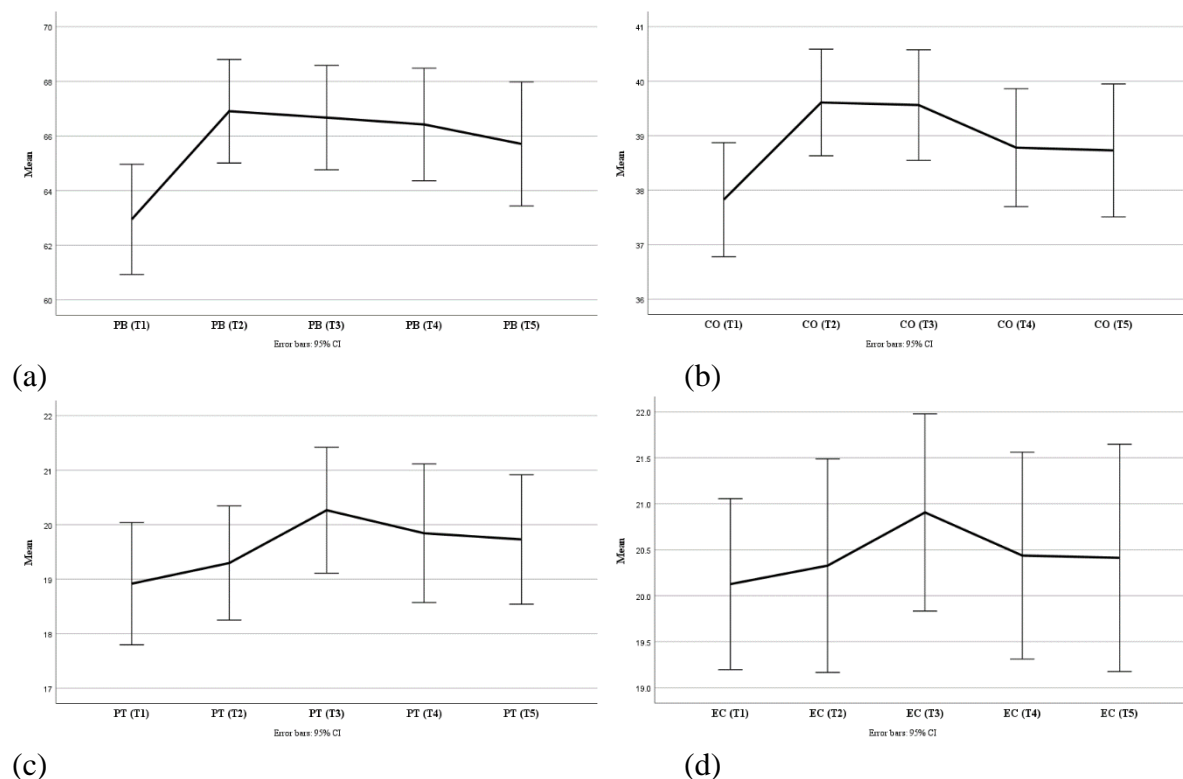 70
68
66
64
62
60
Mean
PB (T1) PB (T2) PB (T3) PB (T4) PB (T5)
Error bars: 95% CI
(a)
41
40
39
38
37
36
Mean
CO (T1) CO (T2) CO (T3) CO (T4) CO (T5)
Error bars: 95% CI
(b)
22
21
20
19
18
17
Mean
PT (T1) PT (T2) PT (T3) PT (T4) PT (T5)
Error bars: 95% CI
(c)
22.0
21.5
21.0
20.5
20.0
19.5
19.0
Mean
EC (T1) EC (T2) EC (T3) EC (T4) EC (T5)
Error bars: 95% CI
(d)